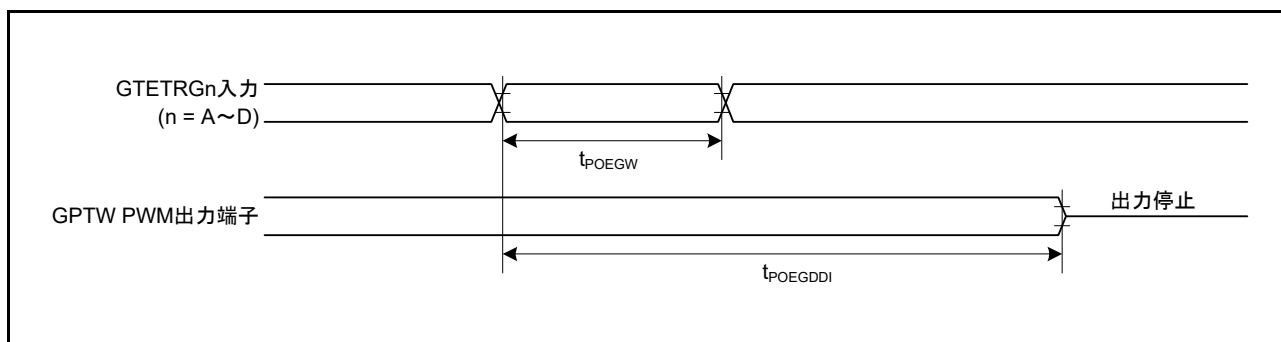 GTETRGn入力
(n = A～D)
tPOEGW
GPTW PWM出力端子
出力停止
tPOEGDDI